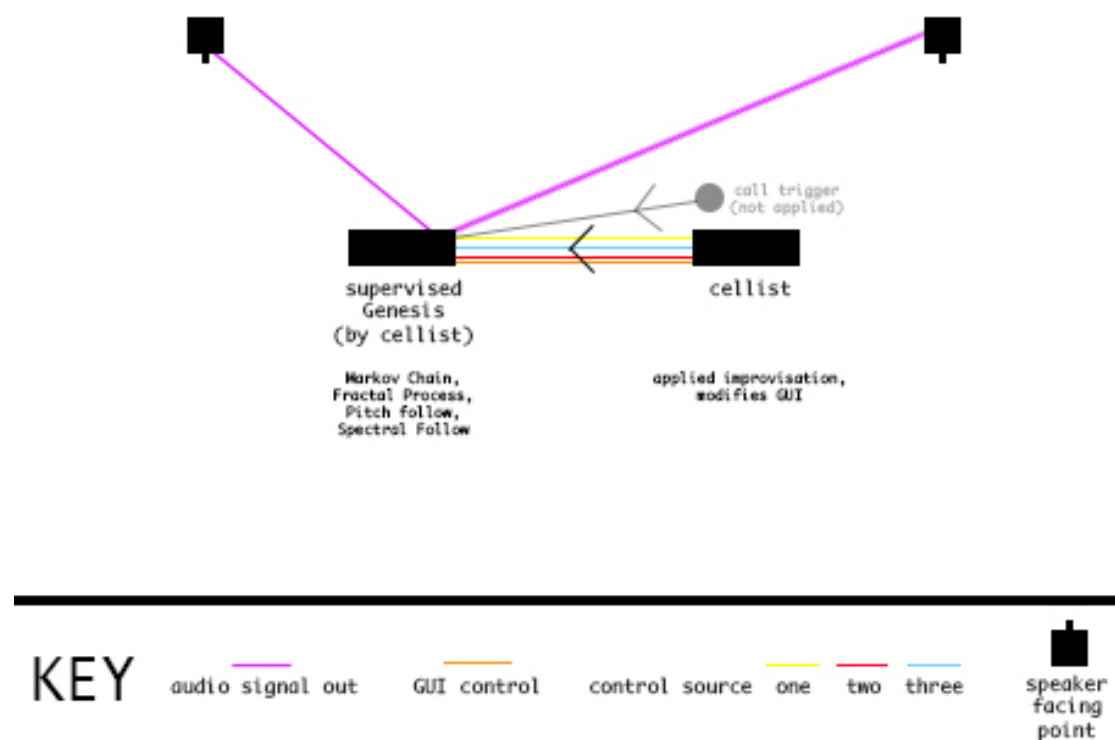 call trigger
(not applied)
supervised
Genesis
(by cellist)
cellist
Markov Chain,
Fractal Process,
Pitch follow,
Spectral Follow
applied improvisation,
modifies GUI
KEY
audio signal out
GUI control
control source
one
two
three
speaker
facing
point